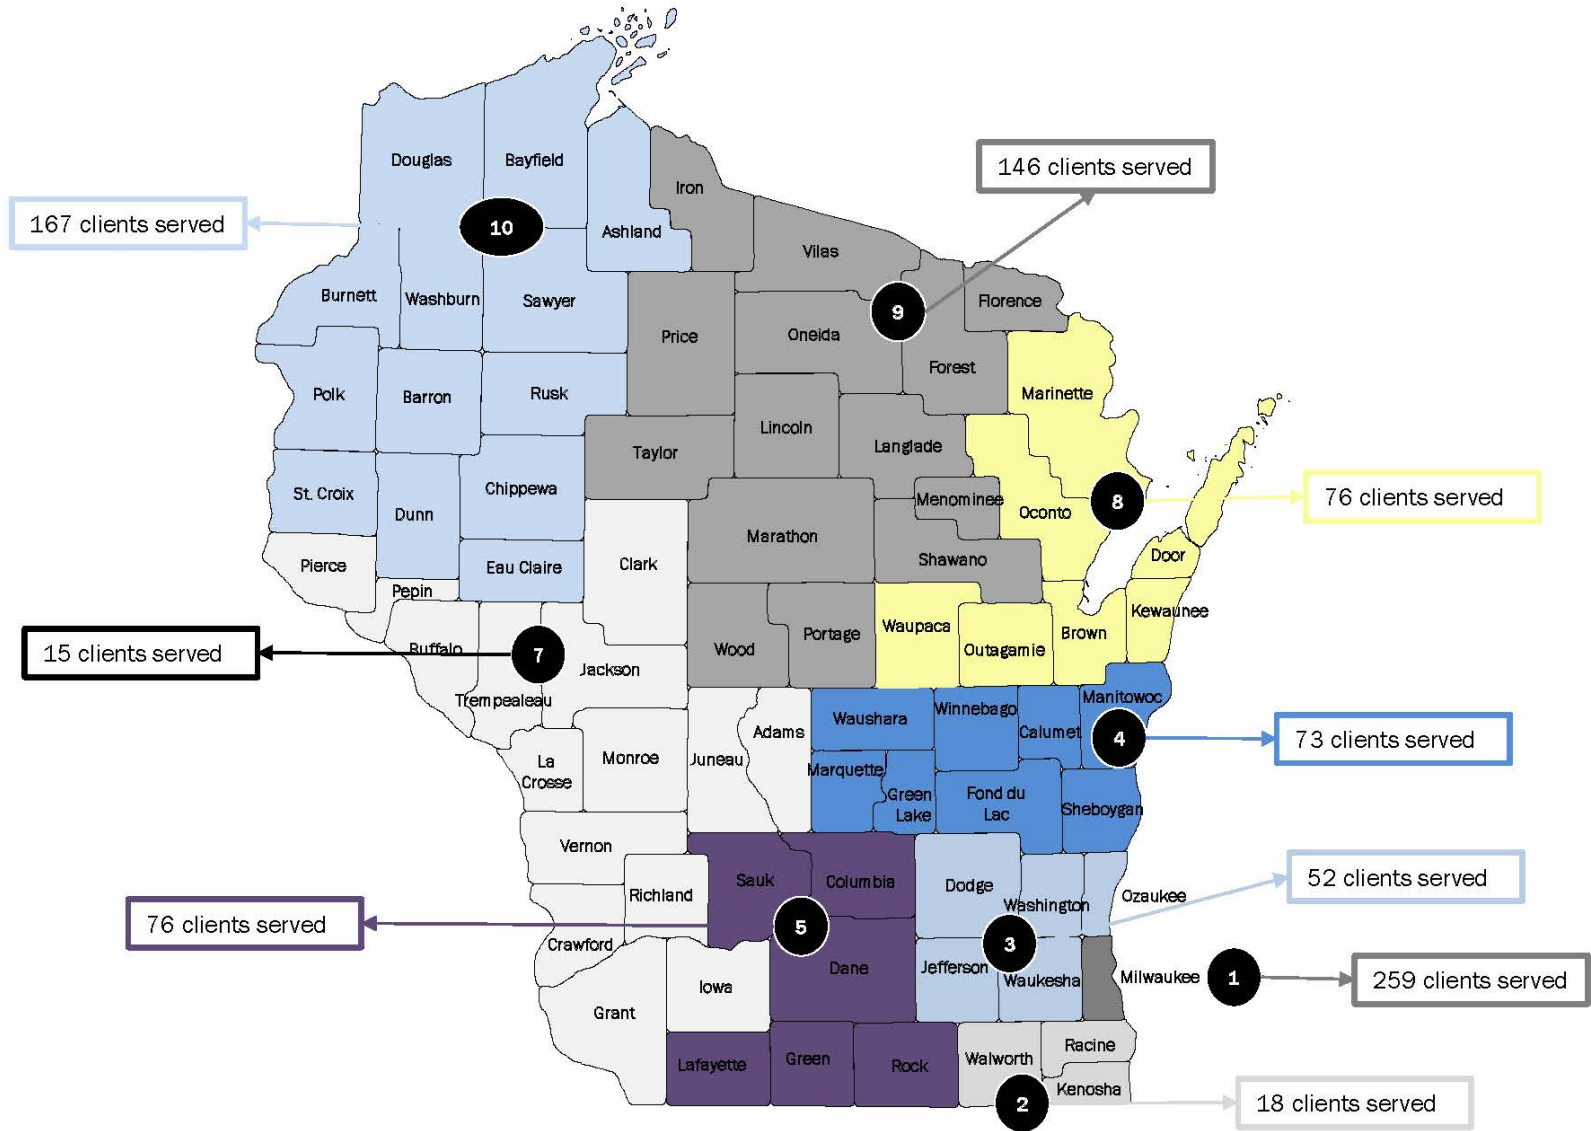 Douglas
Bayfield
146 clients served
Iron
167 clients served
10
Ashland
Vilas
Burnett
Washburn
Sawyer
9
Florence
Price
Oneida
Forest
Polk
Barron
Rusk
Marinette
Lincoln
Langlade
Taylor
St. Croix
Chippewa
Menominee
8
76 clients served
Dunn
Oconto
Marathon
Door
Pierce
Eau Claire
Clark
Shawano
Pepin
Kewaunee
Waupaca
Brown
15 clients served
Buffalo
7
Jackson
Wood
Portage
Outagamie
Trempealeau
Manitowoc
Waushara
Winnebago
Adams
Calumet
4
73 clients served
La
Crosse
Monroe
Juneau
Marquette
Green
Lake
Fond du
Lac
Sheboygan
Vernon
Sauk
Columbia
Dodge
52 clients served
Richland
Washington
Ozaukee
76 clients served
5
3
Crawford
Dane
Jefferson
Waukesha
Milwaukee
1
259 clients served
Iowa
Grant
Lafayette
Green
Rock
Walworth
Racine
Kenosha
2
18 clients served